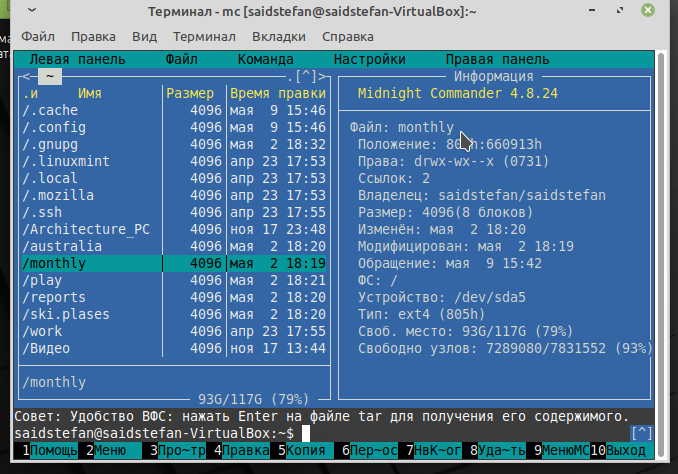 Терминал - mc [saidstefan@saidstefan-VirtualBox]:~
Файл Правка Вид Терминал Вкладки Справка
Левая панель Файл Команда Настройки Правая панель
<─ ~ .[^]>
.и Имя Размер Время правки
/.cache 4096 мая 9 15:46
/.config 4096 мая 9 15:46
/.gnupg 4096 мая 2 18:32
/.linuxmint 4096 апр 23 17:53
/.local 4096 апр 23 17:53
/.mozilla 4096 апр 23 17:53
/.ssh 4096 апр 23 17:55
/Architecture_PC 4096 ноя 17 23:48
/australia 4096 мая 2 18:20
/monthly 4096 мая 2 18:19
/play 4096 мая 2 18:21
/reports 4096 мая 2 18:20
/ski.plases 4096 мая 2 18:20
/work 4096 апр 23 17:55
/Видео 4096 ноя 17 13:44
/monthly
93G/117G (79%)
Информация
Midnight Commander 4.8.24
Файл: monthly
Положение: 805h:660913h
Права: drwx-wx--x (0731)
Ссылок: 2
Владелец: saidstefan/saidstefan
Размер: 4096(8 блоков)
Изменён: мая 2 18:20
Модифицирован: мая 2 18:19
Обращение: мая 9 15:42
ФС: /
Устройство: /dev/sda5
Тип: ext4 (805h)
Своб. место: 93G/117G (79%)
Свободно узлов: 7289080/7831552 (93%)
Совет: Удобство ВФС: нажать Enter на файле tar для получения его содержимого.
saidstefan@saidstefan-VirtualBox:~$ [^]
1Помощь 2Меню 3Про~тр 4Правка 5Копия 6Пер~ос 7НвК~ог 8Уда~ть 9МенюМС 10Выход